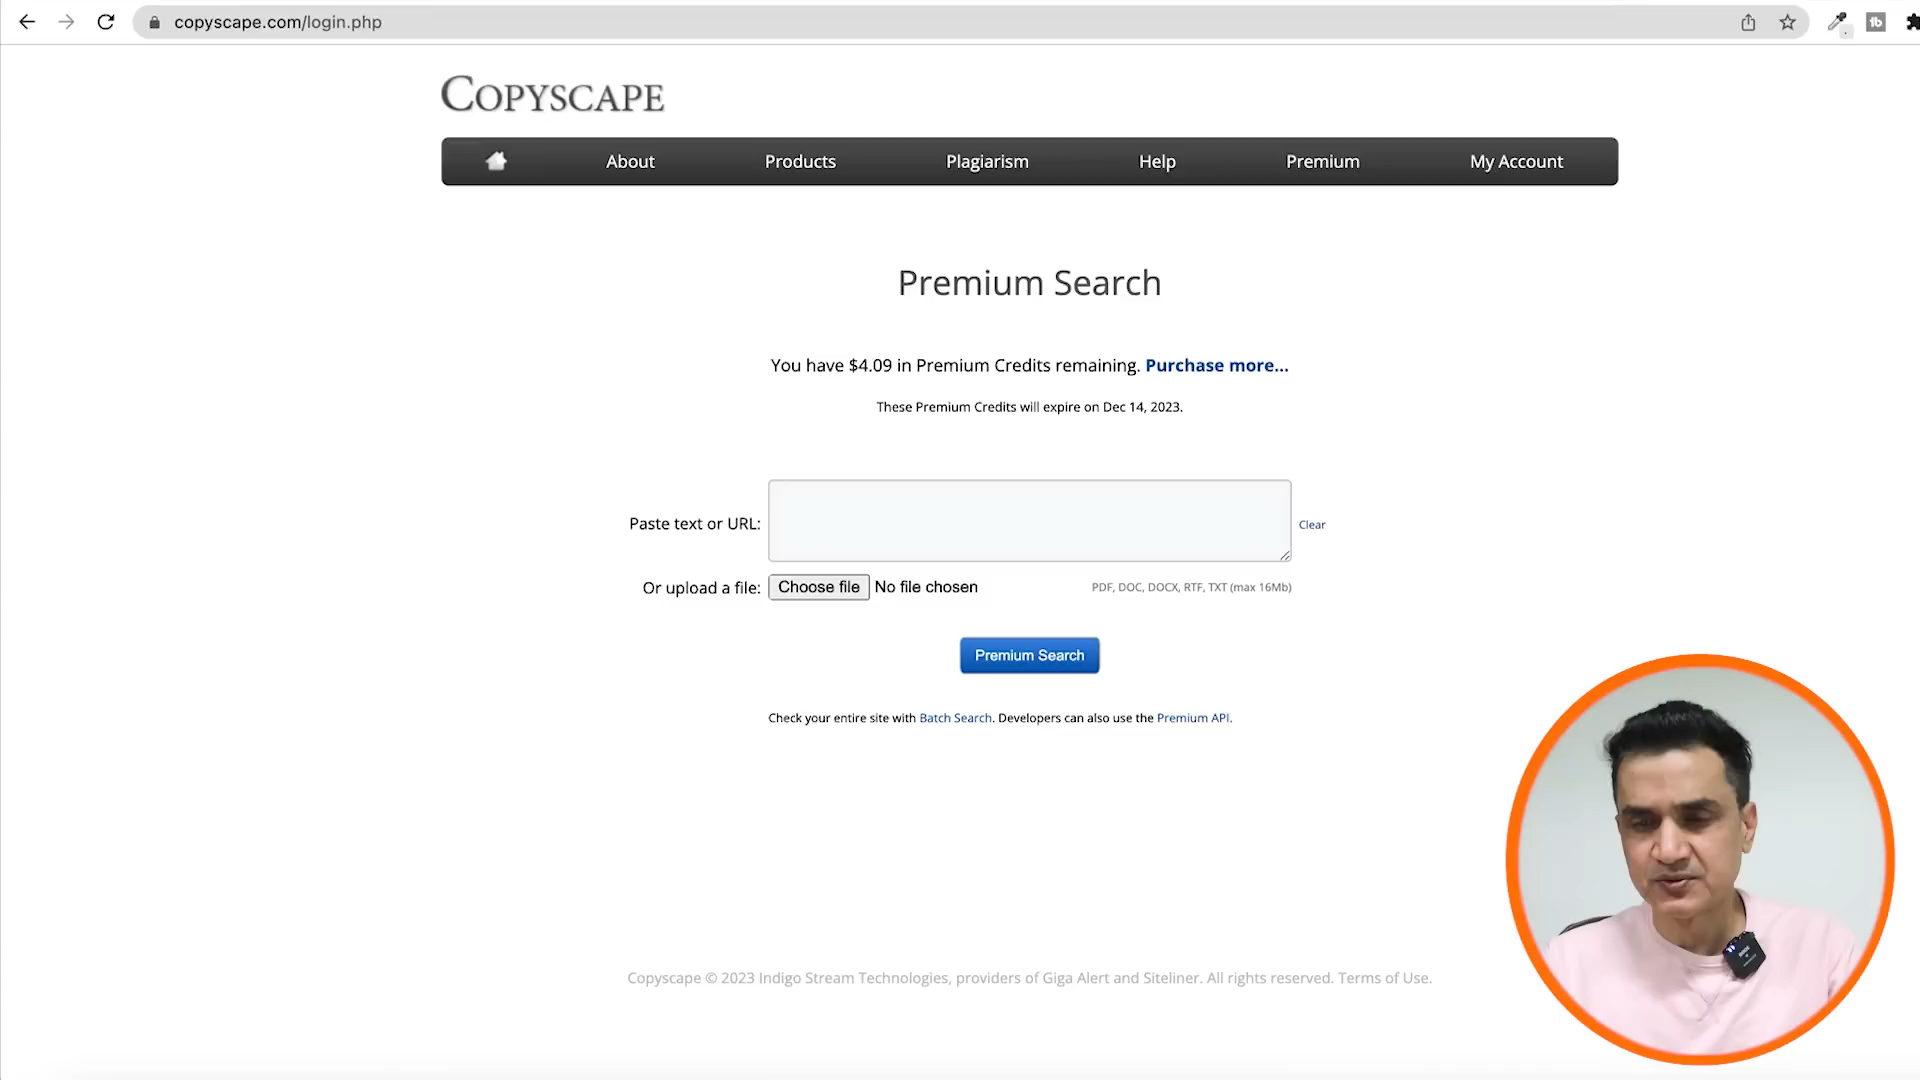 copyscape.com/login.php
COPYSCAPE
About Products Plagiarism Help Premium My Account
Premium Search
You have $4.09 in Premium Credits remaining. Purchase more...
These Premium Credits will expire on Dec 14, 2023.
Paste text or URL:
Clear
Or upload a file: Choose file No file chosen PDF, DOC, DOCX, RTF, TXT (max 16Mb)
Premium Search
Check your entire site with Batch Search. Developers can also use the Premium API.
Copyscape © 2023 Indigo Stream Technologies, providers of Giga Alert and Siteliner. All rights reserved. Terms of Use.